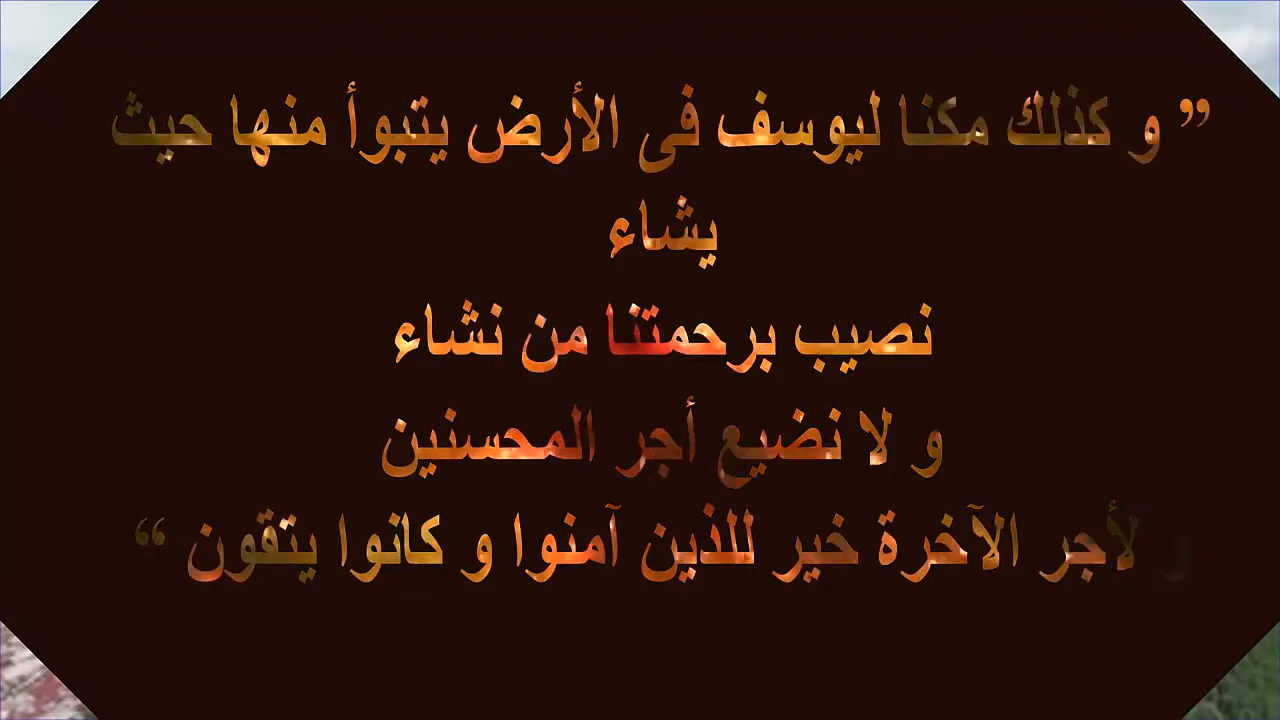 ” و كذلك مكنا ليوسف فى الأرض يتبوأ منها حيث
يشاء
نصيب برحمتنا من نشاء
و لا نضيع أجر المحسنين
و لأجر الآخرة خير للذين آمنوا و كانوا يتقون “